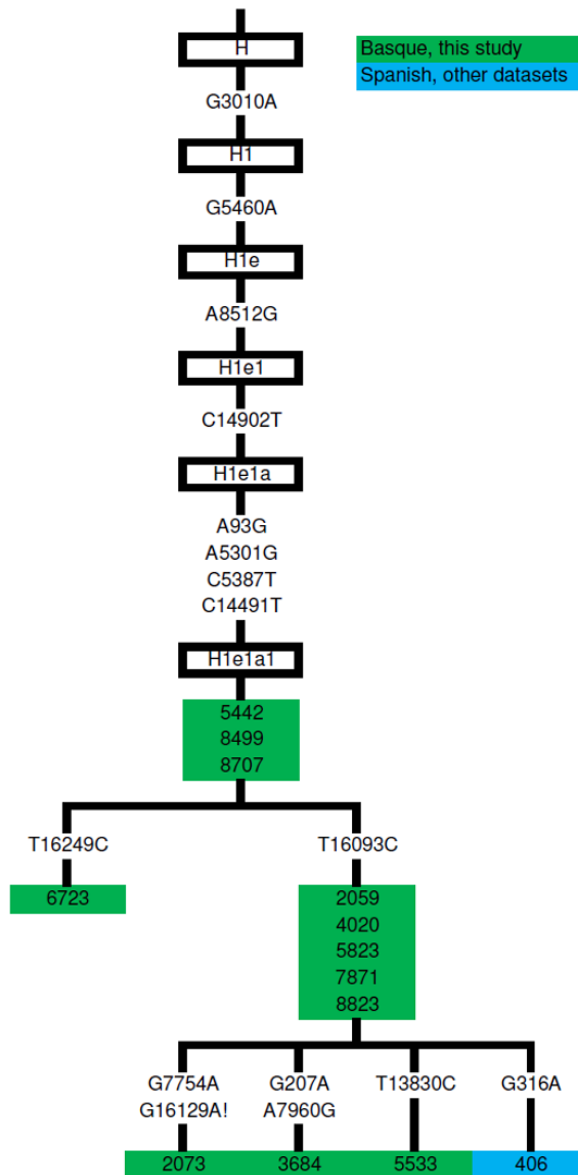 H
Basque, this study
Spanish, other datasets
G3010A
H1
G5460A
H1e
A8512G
H1e1
C14902T
H1e1a
A93G
A5301G
C5387T
C14491T
H1e1a1
5442
8499
8707
T16249C
T16093C
6723
2059
4020
5823
7871
8823
G7754A
G16129A!
G207A
A7960G
T13830C
G316A
2073
3684
5533
406